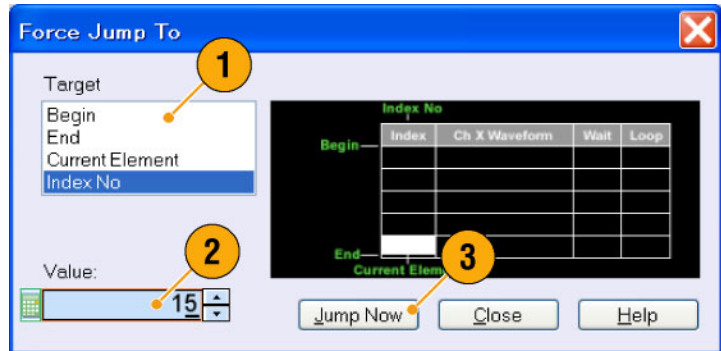 Force Jump To
1
Target
Begin
End
Current Element
Index No
Index No
Begin
Index Ch X Waveform Wait Loop
End
Current Elem
2
3
Value:
15
Jump Now Close Help